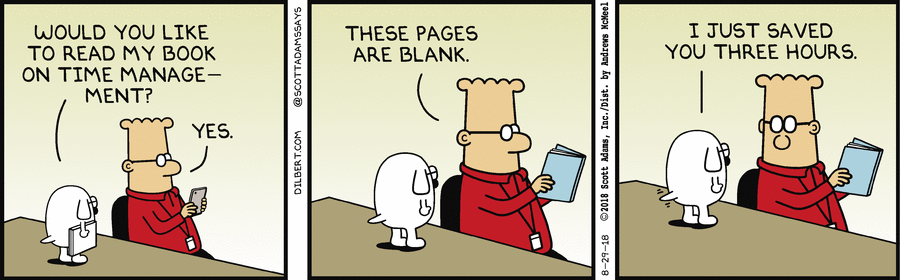 WOULD YOU LIKE
TO READ MY BOOK
ON TIME MANAGE–
MENT?
YES.
DILBERT.COM @SCOTTADAMSSAYS
THESE PAGES
ARE BLANK.
8-29-18 ©2018 Scott Adams, Inc./Dist. by Andrews McMeel
I JUST SAVED
YOU THREE HOURS.